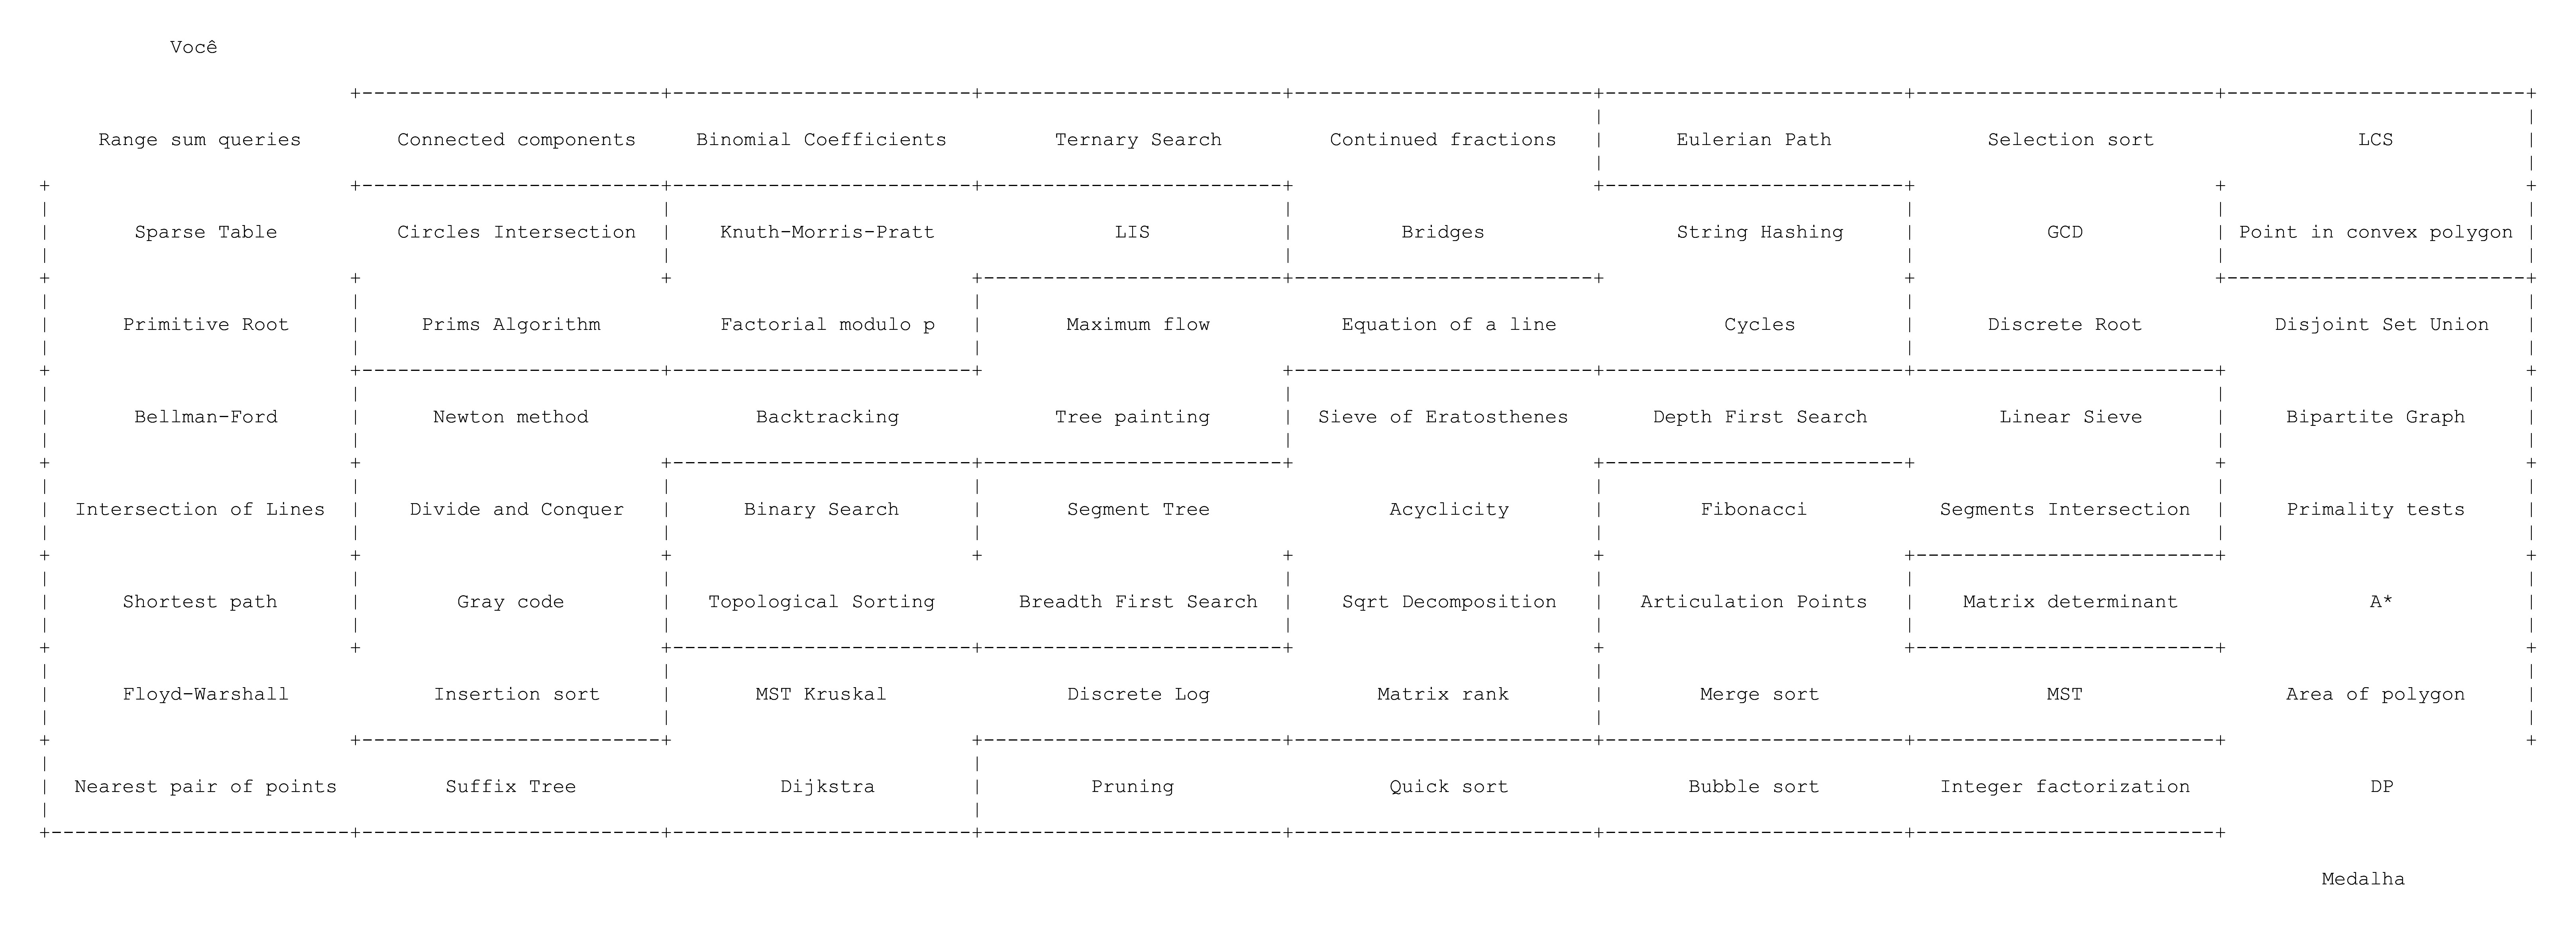 Você
Range sum queries Connected components Binomial Coefficients Ternary Search Continued fractions Eulerian Path Selection sort LCS
Sparse Table Circles Intersection Knuth-Morris-Pratt LIS Bridges String Hashing GCD Point in convex polygon
Primitive Root Prims Algorithm Factorial modulo p Maximum flow Equation of a line Cycles Discrete Root Disjoint Set Union
Bellman-Ford Newton method Backtracking Tree painting Sieve of Eratosthenes Depth First Search Linear Sieve Bipartite Graph
Intersection of Lines Divide and Conquer Binary Search Segment Tree Acyclicity Fibonacci Segments Intersection Primality tests
Shortest path Gray code Topological Sorting Breadth First Search Sqrt Decomposition Articulation Points Matrix determinant A*
Floyd-Warshall Insertion sort MST Kruskal Discrete Log Matrix rank Merge sort MST Area of polygon
Nearest pair of points Suffix Tree Dijkstra Pruning Quick sort Bubble sort Integer factorization DP
Medalha